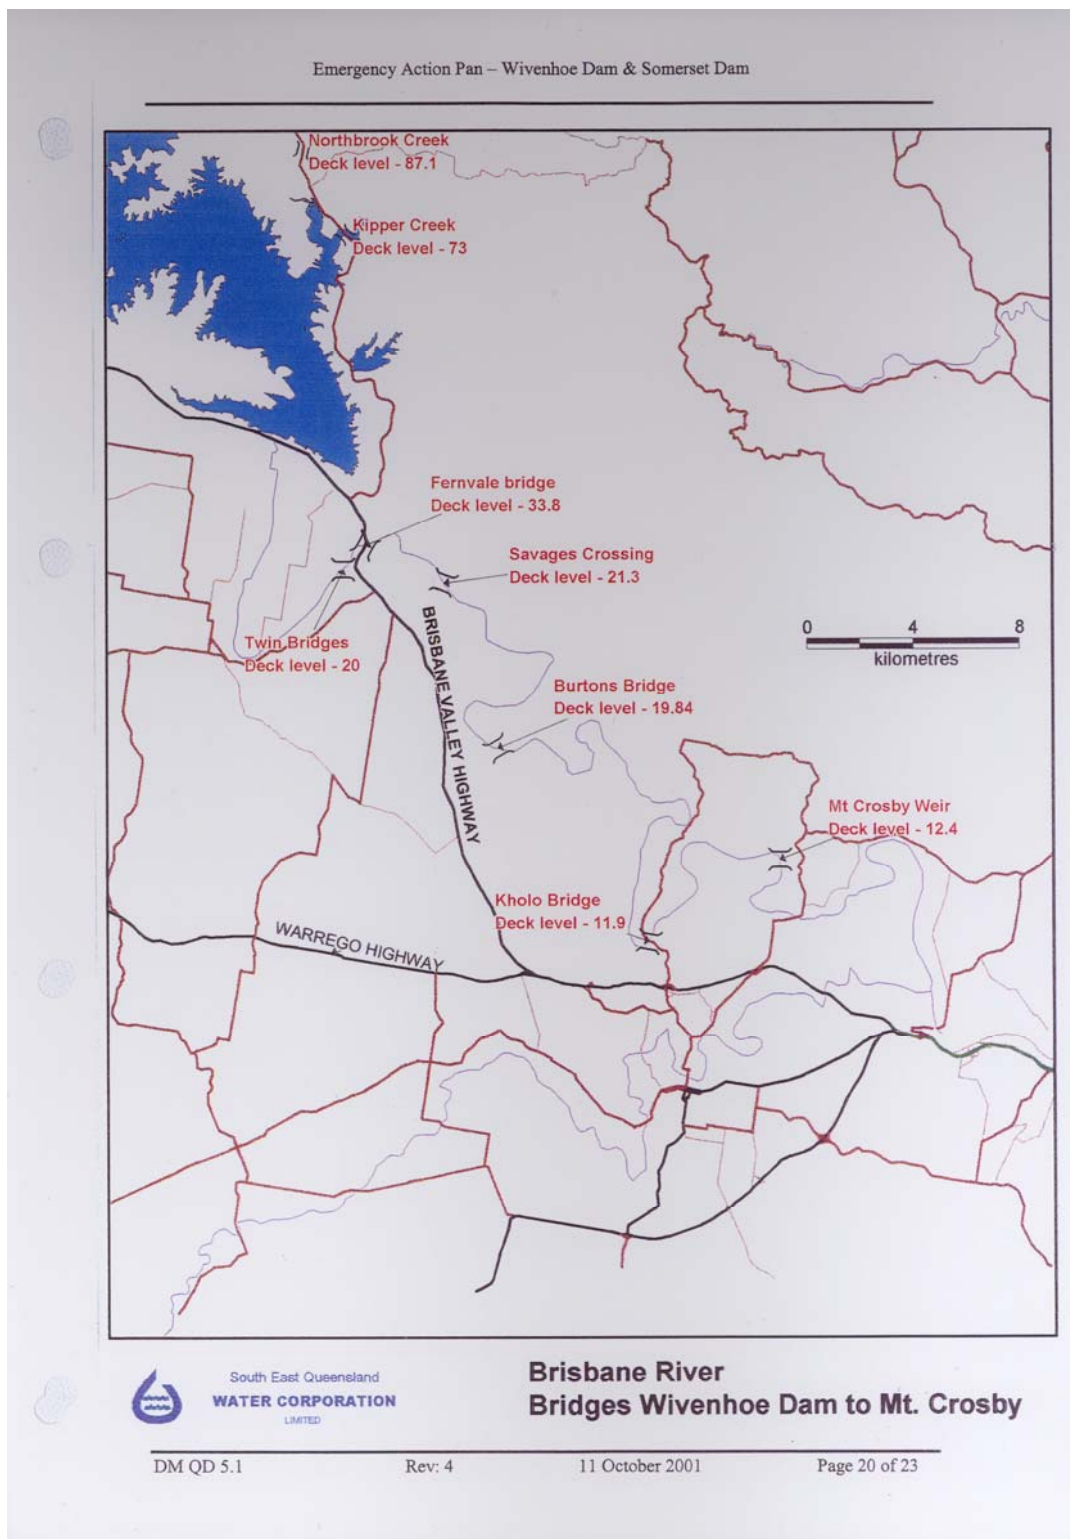 Emergency Action Pan – Wivenhoe Dam & Somerset Dam
Northbrook Creek
Deck level - 87.1
Kipper Creek
Deck level - 73
Fernvale bridge
Deck level - 33.8
Savages Crossing
Deck level - 21.3
0 4 8
kilometres
Twin Bridges
Deck level - 20
BRISBANE VALLEY HIGHWAY
Burtons Bridge
Deck level - 19.84
Mt Crosby Weir
Deck level - 12.4
Kholo Bridge
Deck level - 11.9
WARREGO HIGHWAY
South East Queensland
WATER CORPORATION
LIMITED
Brisbane River
Bridges Wivenhoe Dam to Mt. Crosby
DM QD 5.1 Rev: 4 11 October 2001 Page 20 of 23